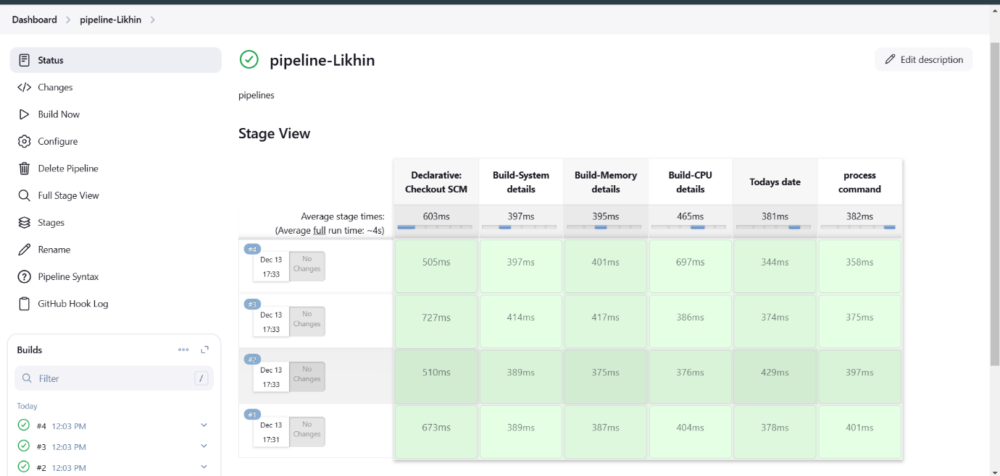 Dashboard > pipeline-Likhin >
Status
Changes
Build Now
Configure
Delete Pipeline
Full Stage View
Stages
Rename
Pipeline Syntax
GitHub Hook Log
Builds
Filter /
Today
#4 12:03 PM
#3 12:03 PM
#2 12:03 PM
pipeline-Likhin
Edit description
pipelines
Stage View
Declarative: Build-System Build-Memory Build-CPU Todays date process
Checkout SCM details details details command
Average stage times: 603ms 397ms 395ms 465ms 381ms 382ms
(Average full run time: ~4s)
#4
Dec 13 No
17:33 Changes
505ms 397ms 401ms 697ms 344ms 358ms
#3
Dec 13 No
17:33 Changes
727ms 414ms 417ms 386ms 374ms 375ms
#2
Dec 13 No
17:33 Changes
510ms 389ms 375ms 376ms 429ms 397ms
#1
Dec 13 No
17:31 Changes
673ms 389ms 387ms 404ms 378ms 401ms